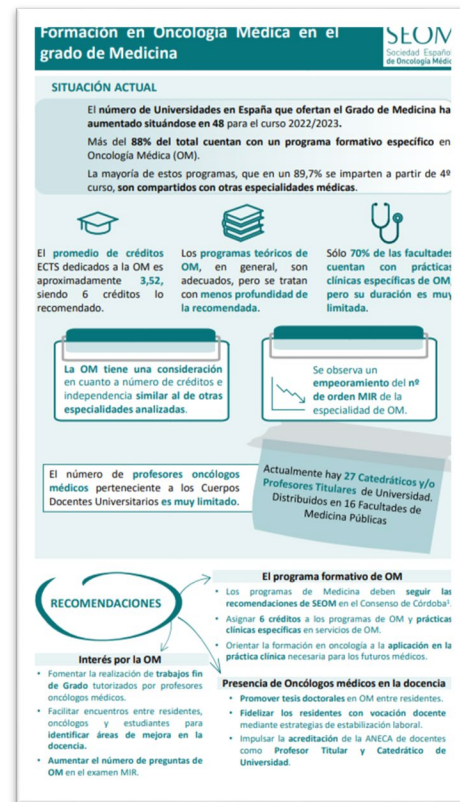 Formación en Oncología Médica en el
grado de Medicina
SEOM
Sociedad Españo
de Oncología Médic
SITUACIÓN ACTUAL
El número de Universidades en España que ofertan el Grado de Medicina ha
aumentado situándose en 48 para el curso 2022/2023.
Más del 88% del total cuentan con un programa formativo específico en
Oncología Médica (OM).
La mayoría de estos programas, que en un 89,7% se imparten a partir de 4º
curso, son compartidos con otras especialidades médicas.
El promedio de créditos
ECTS dedicados a la OM es
aproximadamente 3,52,
siendo 6 créditos lo
recomendado.
Los programas teóricos de
OM, en general, son
adecuados, pero se tratan
con menos profundidad de
la recomendada.
Sólo 70% de las facultades
cuentan con prácticas
clínicas específicas de OM,
pero su duración es muy
limitada.
La OM tiene una consideración
en cuanto a número de créditos e
independencia similar al de otras
especialidades analizadas.
Se observa un
empeoramiento del nº
de orden MIR de la
especialidad de OM.
El número de profesores oncólogos
médicos perteneciente a los Cuerpos
Docentes Universitarios es muy limitado.
Actualmente hay 27 Catedráticos y/o
Profesores Titulares de Universidad.
Distribuidos en 16 Facultades de
Medicina Públicas
RECOMENDACIONES
El programa formativo de OM
• Los programas de Medicina deben seguir las
recomendaciones de SEOM en el Consenso de Córdoba¹.
• Asignar 6 créditos a los programas de OM y prácticas
clínicas específicas en servicios de OM.
• Orientar la formación en oncología a la aplicación en la
práctica clínica necesaria para los futuros médicos.
Interés por la OM
• Fomentar la realización de trabajos fin
de Grado tutorizados por profesores
oncólogos médicos.
• Facilitar encuentros entre residentes,
oncólogos y estudiantes para
identificar áreas de mejora en la
docencia.
• Aumentar el número de preguntas de
OM en el examen MIR.
Presencia de Oncólogos médicos en la docencia
• Promover tesis doctorales en OM entre residentes.
• Fidelizar los residentes con vocación docente
mediante estrategias de estabilización laboral.
• Impulsar la acreditación de la ANECA de docentes
como Profesor Titular y Catedrático de
Universidad.